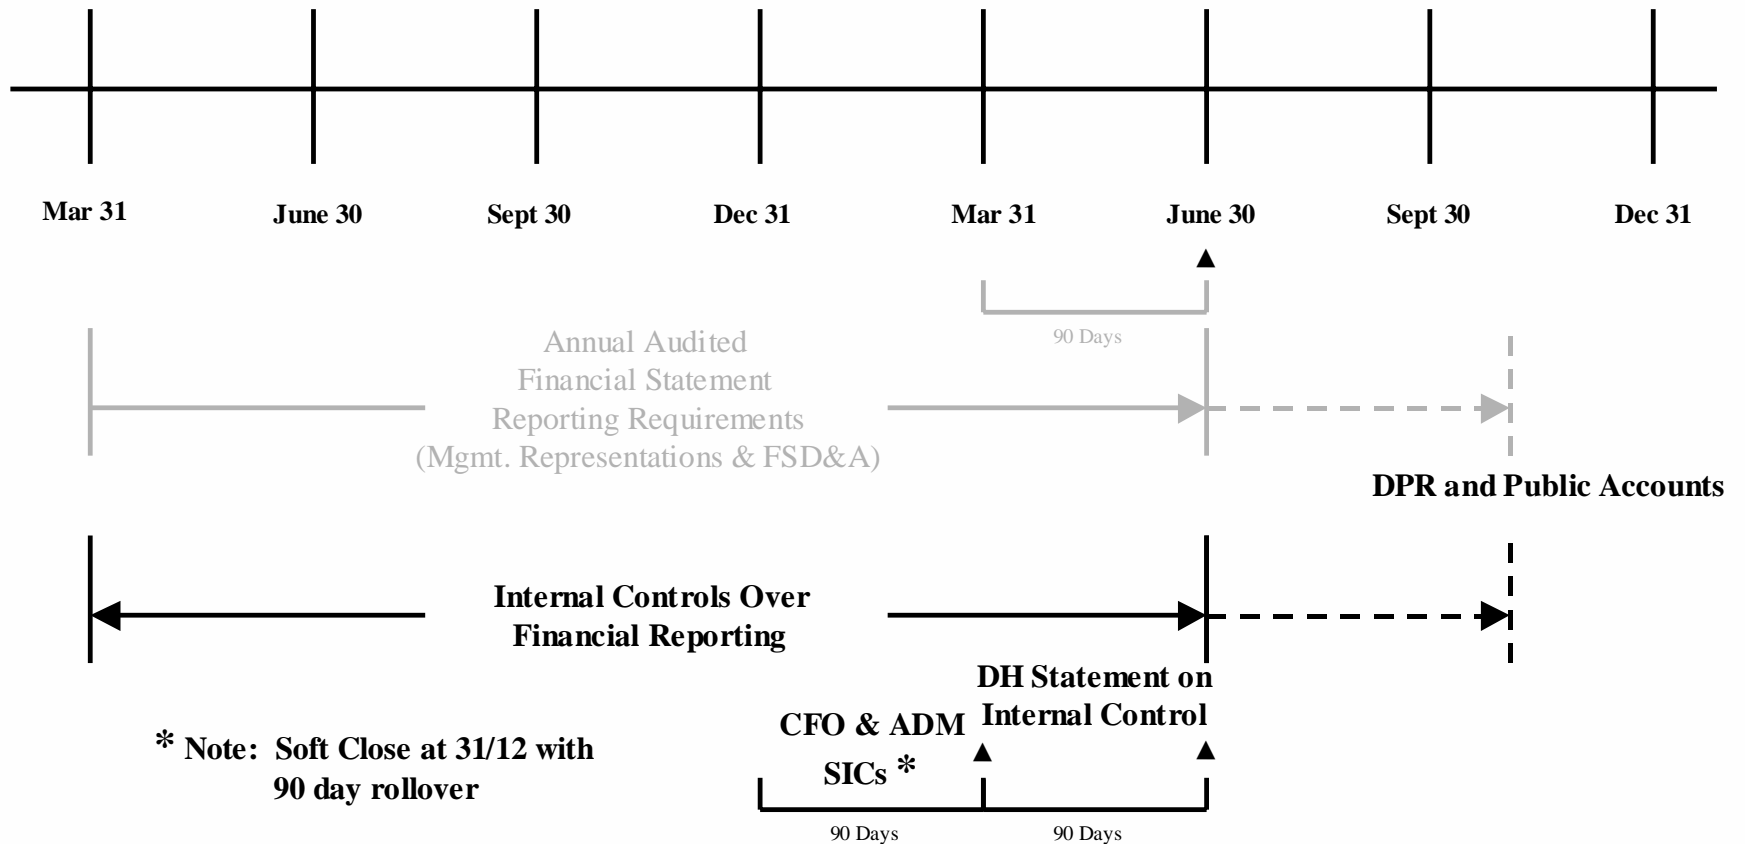 Mar 31
June 30
Sept 30
Dec 31
Mar 31
June 30
Sept 30
Dec 31
90 Days
Annual Audited
Financial Statement
Reporting Requirements
(Mgmt. Representations & FSD&A)
DPR and Public Accounts
Internal Controls Over
Financial Reporting
DH Statement on
Internal Control
CFO & ADM
SICs *
* Note: Soft Close at 31/12 with
90 day rollover
90 Days
90 Days